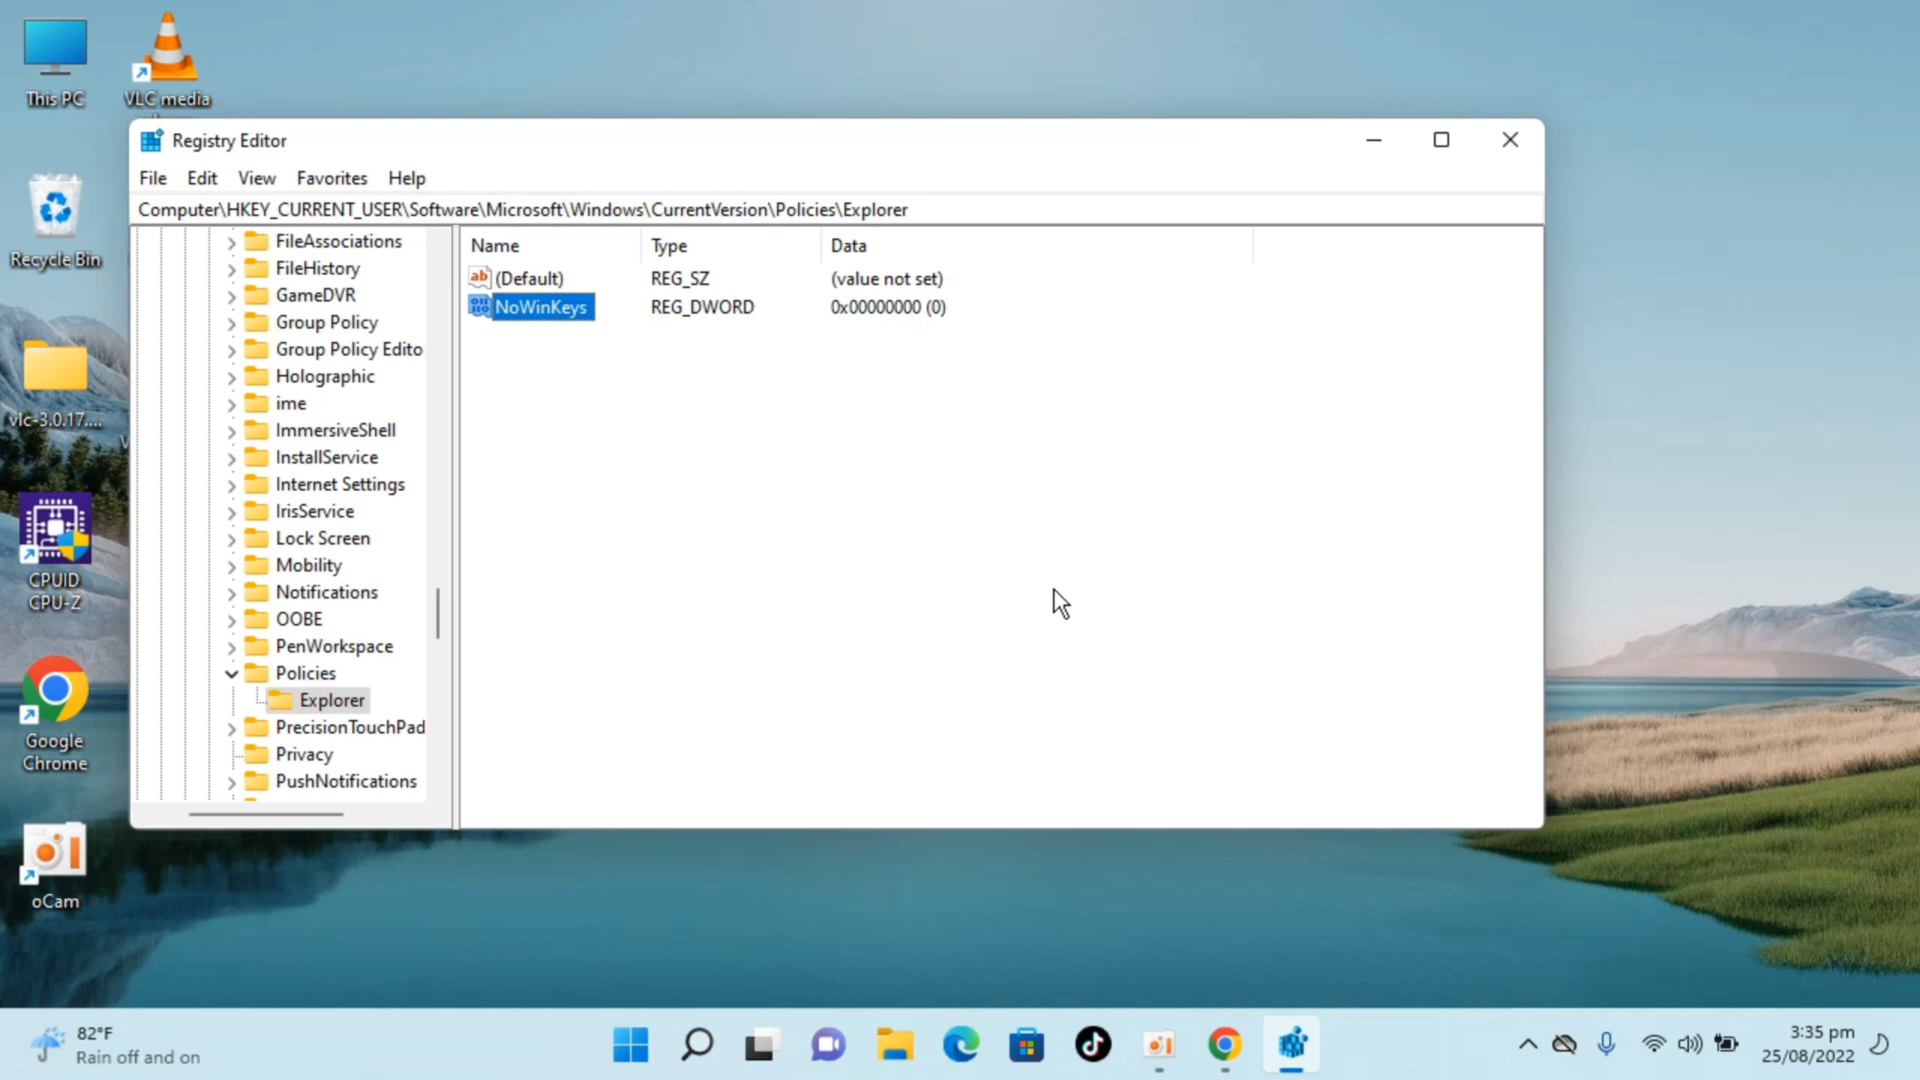 This PC
VLC media
Recycle Bin
vlc-3.0.17....
CPUID
CPU-Z
Google
Chrome
oCam
Registry Editor
File Edit View Favorites Help
Computer\HKEY_CURRENT_USER\Software\Microsoft\Windows\CurrentVersion\Policies\Explorer
FileAssociations
FileHistory
GameDVR
Group Policy
Group Policy Edito
Holographic
ime
ImmersiveShell
InstallService
Internet Settings
IrisService
Lock Screen
Mobility
Notifications
OOBE
PenWorkspace
Policies
Explorer
PrecisionTouchPad
Privacy
PushNotifications
Name Type Data
(Default) REG_SZ (value not set)
NoWinKeys REG_DWORD 0x00000000 (0)
82°F
Rain off and on
3:35 pm
25/08/2022